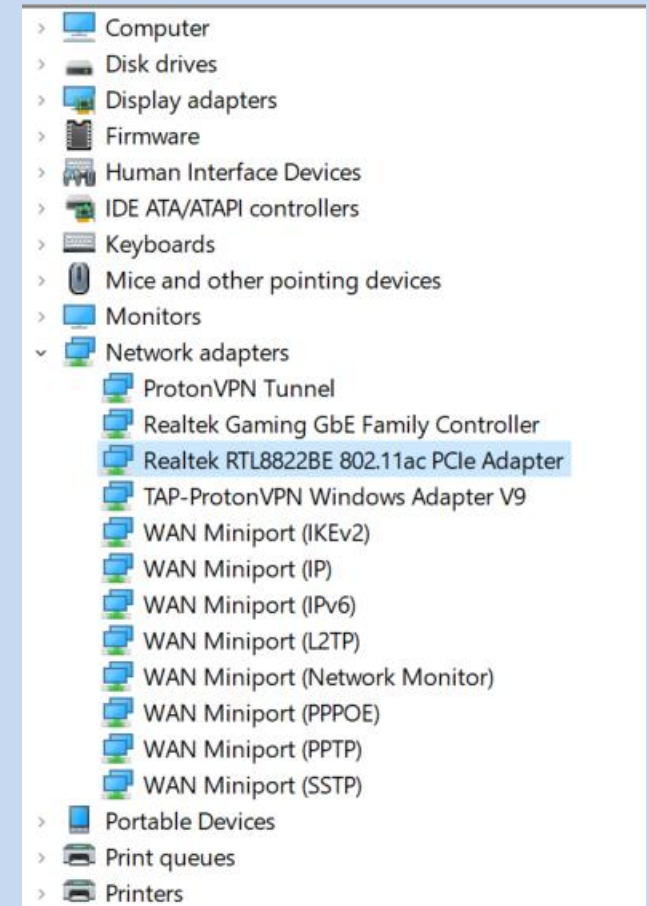 Computer
Disk drives
Display adapters
Firmware
Human Interface Devices
IDE ATA/ATAPI controllers
Keyboards
Mice and other pointing devices
Monitors
Network adapters
ProtonVPN Tunnel
Realtek Gaming GbE Family Controller
Realtek RTL8822BE 802.11ac PCIe Adapter
TAP-ProtonVPN Windows Adapter V9
WAN Miniport (IKEv2)
WAN Miniport (IP)
WAN Miniport (IPv6)
WAN Miniport (L2TP)
WAN Miniport (Network Monitor)
WAN Miniport (PPPOE)
WAN Miniport (PPTP)
WAN Miniport (SSTP)
Portable Devices
Print queues
Printers